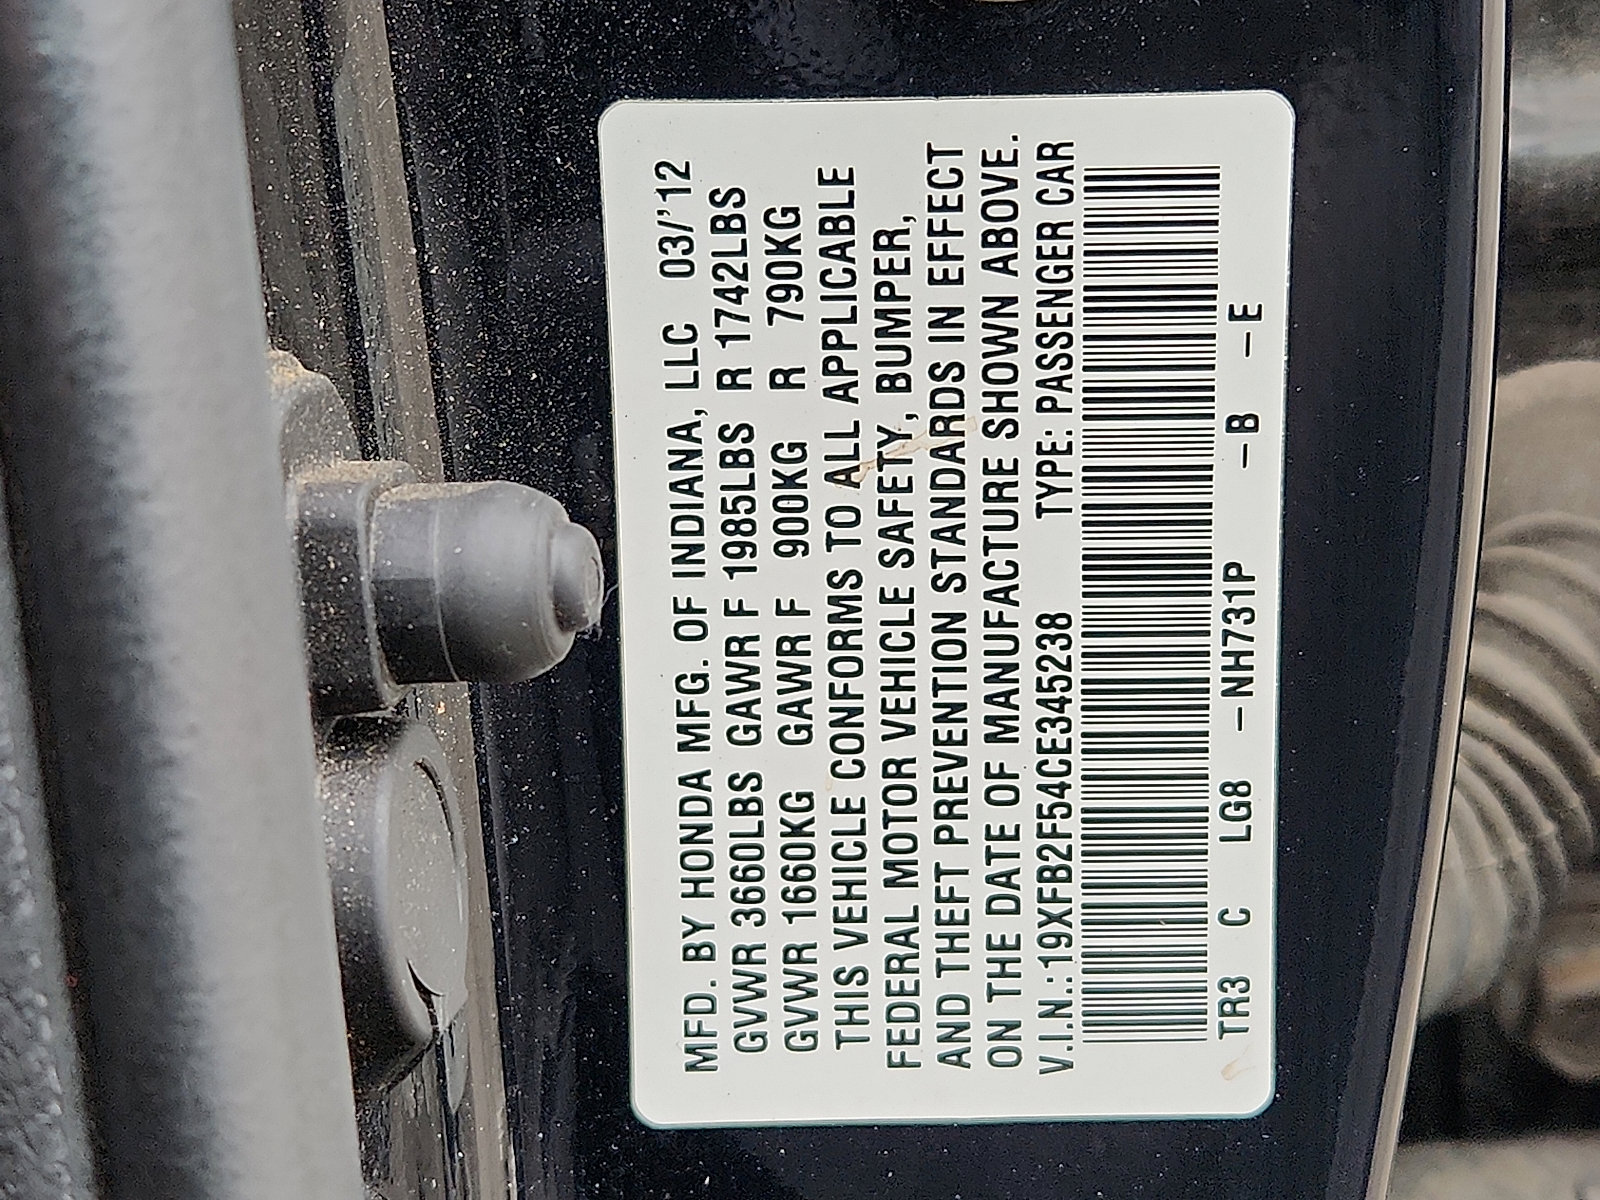 MFD. BY HONDA MFG. OF INDIANA, LLC 03/'12
GVWR 3660LBS GAWR F 1985LBS R 1742LBS
GVWR 1660KG GAWR F 900KG R 790KG
THIS VEHICLE CONFORMS TO ALL APPLICABLE
FEDERAL MOTOR VEHICLE SAFETY, BUMPER,
AND THEFT PREVENTION STANDARDS IN EFFECT
ON THE DATE OF MANUFACTURE SHOWN ABOVE.
V.I.N.:19XFB2F54CE345238 TYPE: PASSENGER CAR
TR3 C LG8 –NH731P –B –E